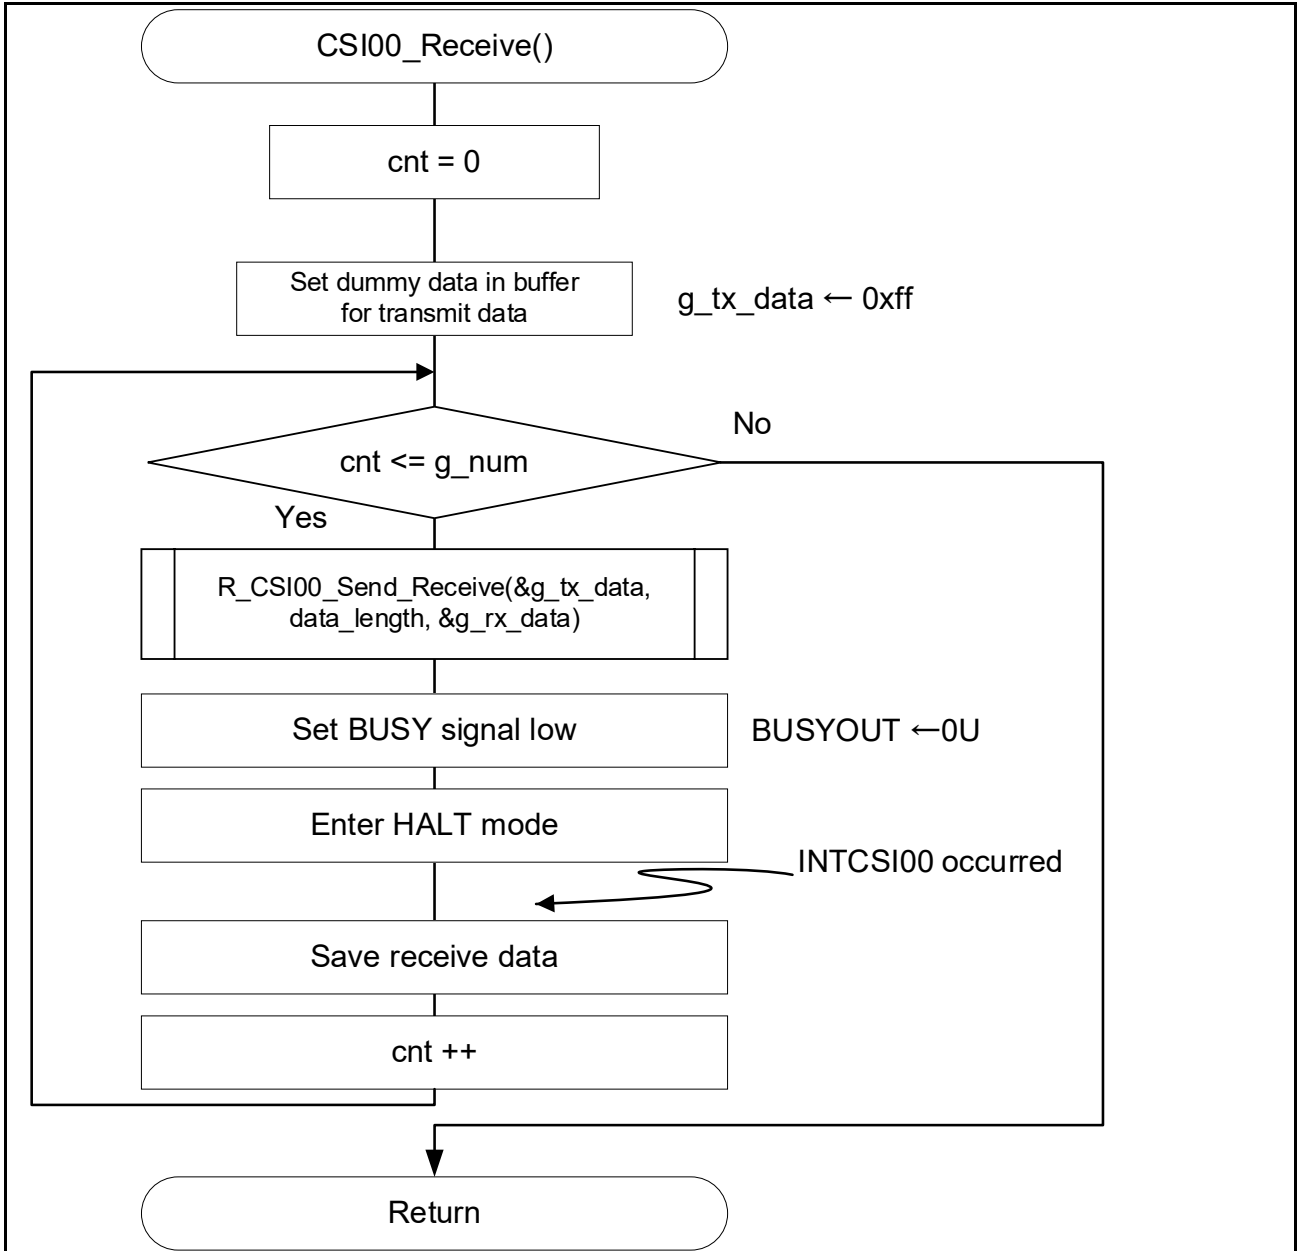 CSI00_Receive()
cnt = 0
Set dummy data in buffer
for transmit data
g_tx_data ← 0xff
No
cnt <= g_num
Yes
R_CSI00_Send_Receive(&g_tx_data,
data_length, &g_rx_data)
Set BUSY signal low
BUSYOUT ←0U
Enter HALT mode
INTCSI00 occurred
Save receive data
cnt ++
Return